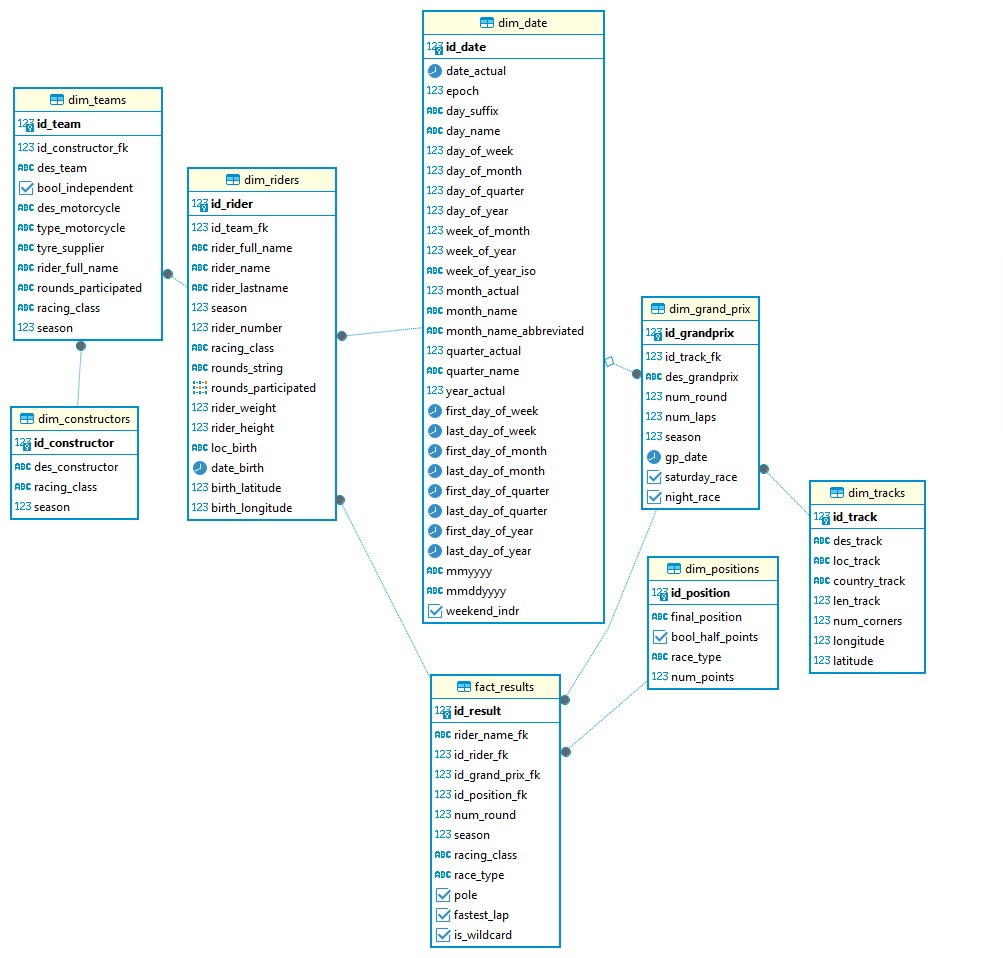 dim_date
id_date
date_actual
epoch
day_suffix
day_name
day_of_week
day_of_month
day_of_quarter
day_of_year
week_of_month
week_of_year
week_of_year_iso
month_actual
month_name
month_name_abbreviated
quarter_actual
quarter_name
year_actual
first_day_of_week
last_day_of_week
first_day_of_month
last_day_of_month
first_day_of_quarter
last_day_of_quarter
first_day_of_year
last_day_of_year
mmyyyy
mmddyyyy
weekend_indr
dim_teams
id_team
id_constructor_fk
des_team
bool_independent
des_motorcycle
type_motorcycle
tyre_supplier
rider_full_name
rounds_participated
racing_class
season
dim_riders
id_rider
id_team_fk
rider_full_name
rider_name
rider_lastname
season
rider_number
racing_class
rounds_string
rounds_participated
rider_weight
rider_height
loc_birth
date_birth
birth_latitude
birth_longitude
dim_constructors
id_constructor
des_constructor
racing_class
season
dim_grand_prix
id_grandprix
id_track_fk
des_grandprix
num_round
num_laps
season
gp_date
saturday_race
night_race
dim_tracks
id_track
des_track
loc_track
country_track
len_track
num_corners
longitude
latitude
dim_positions
id_position
final_position
bool_half_points
race_type
num_points
fact_results
id_result
rider_name_fk
id_rider_fk
id_grand_prix_fk
id_position_fk
num_round
season
racing_class
race_type
pole
fastest_lap
is_wildcard